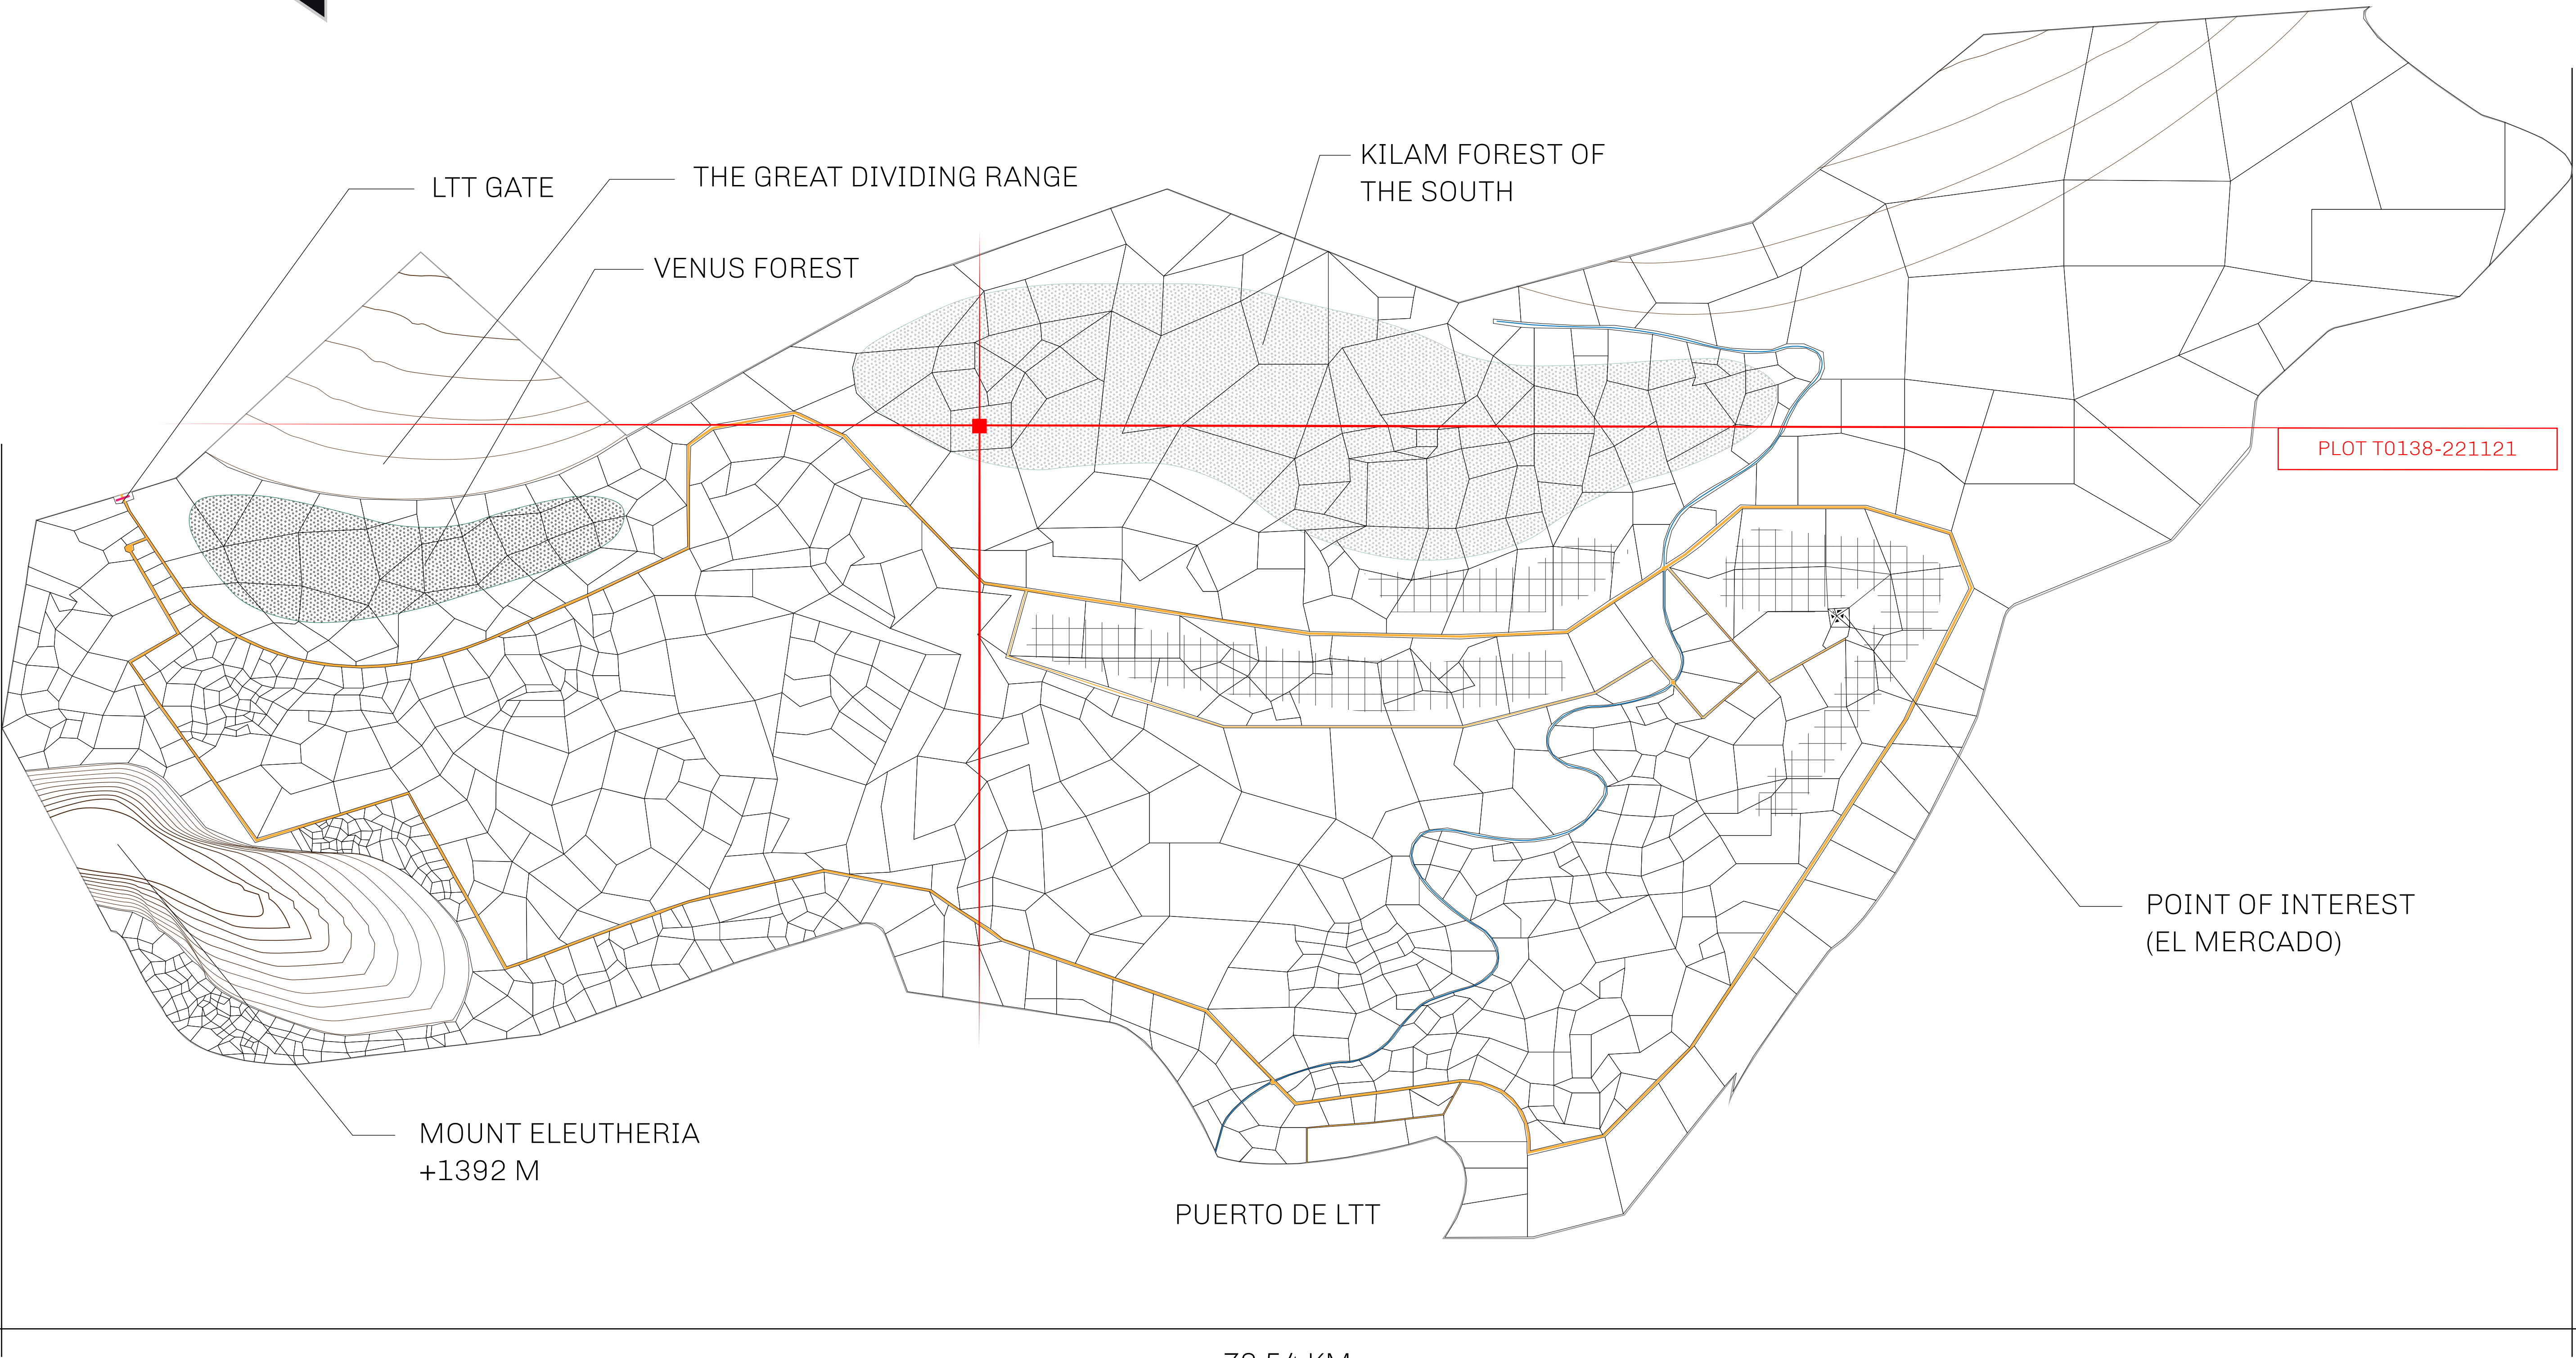 KILAM FOREST OF
THE SOUTH
THE GREAT DIVIDING RANGE
LTT GATE
VENUS FOREST
PLOT T0138-221121
POINT OF INTEREST
(EL MERCADO)
MOUNT ELEUTHERIA
+1392 M
PUERTO DE LTT
KM